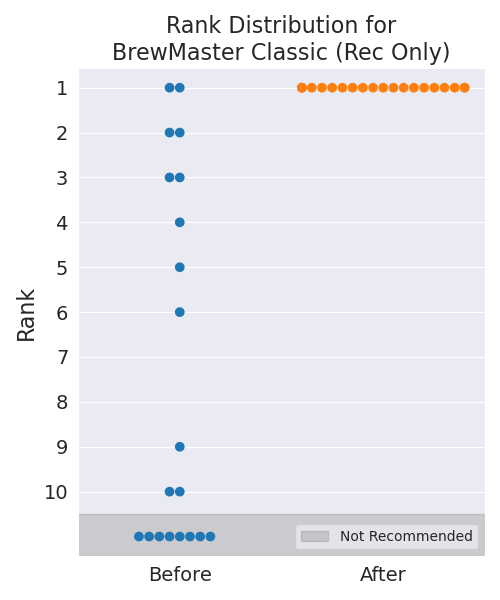 Rank Distribution for
BrewMaster Classic (Rec Only)
Rank
1
2
3
4
5
6
7
8
9
10
Not Recommended
Before
After